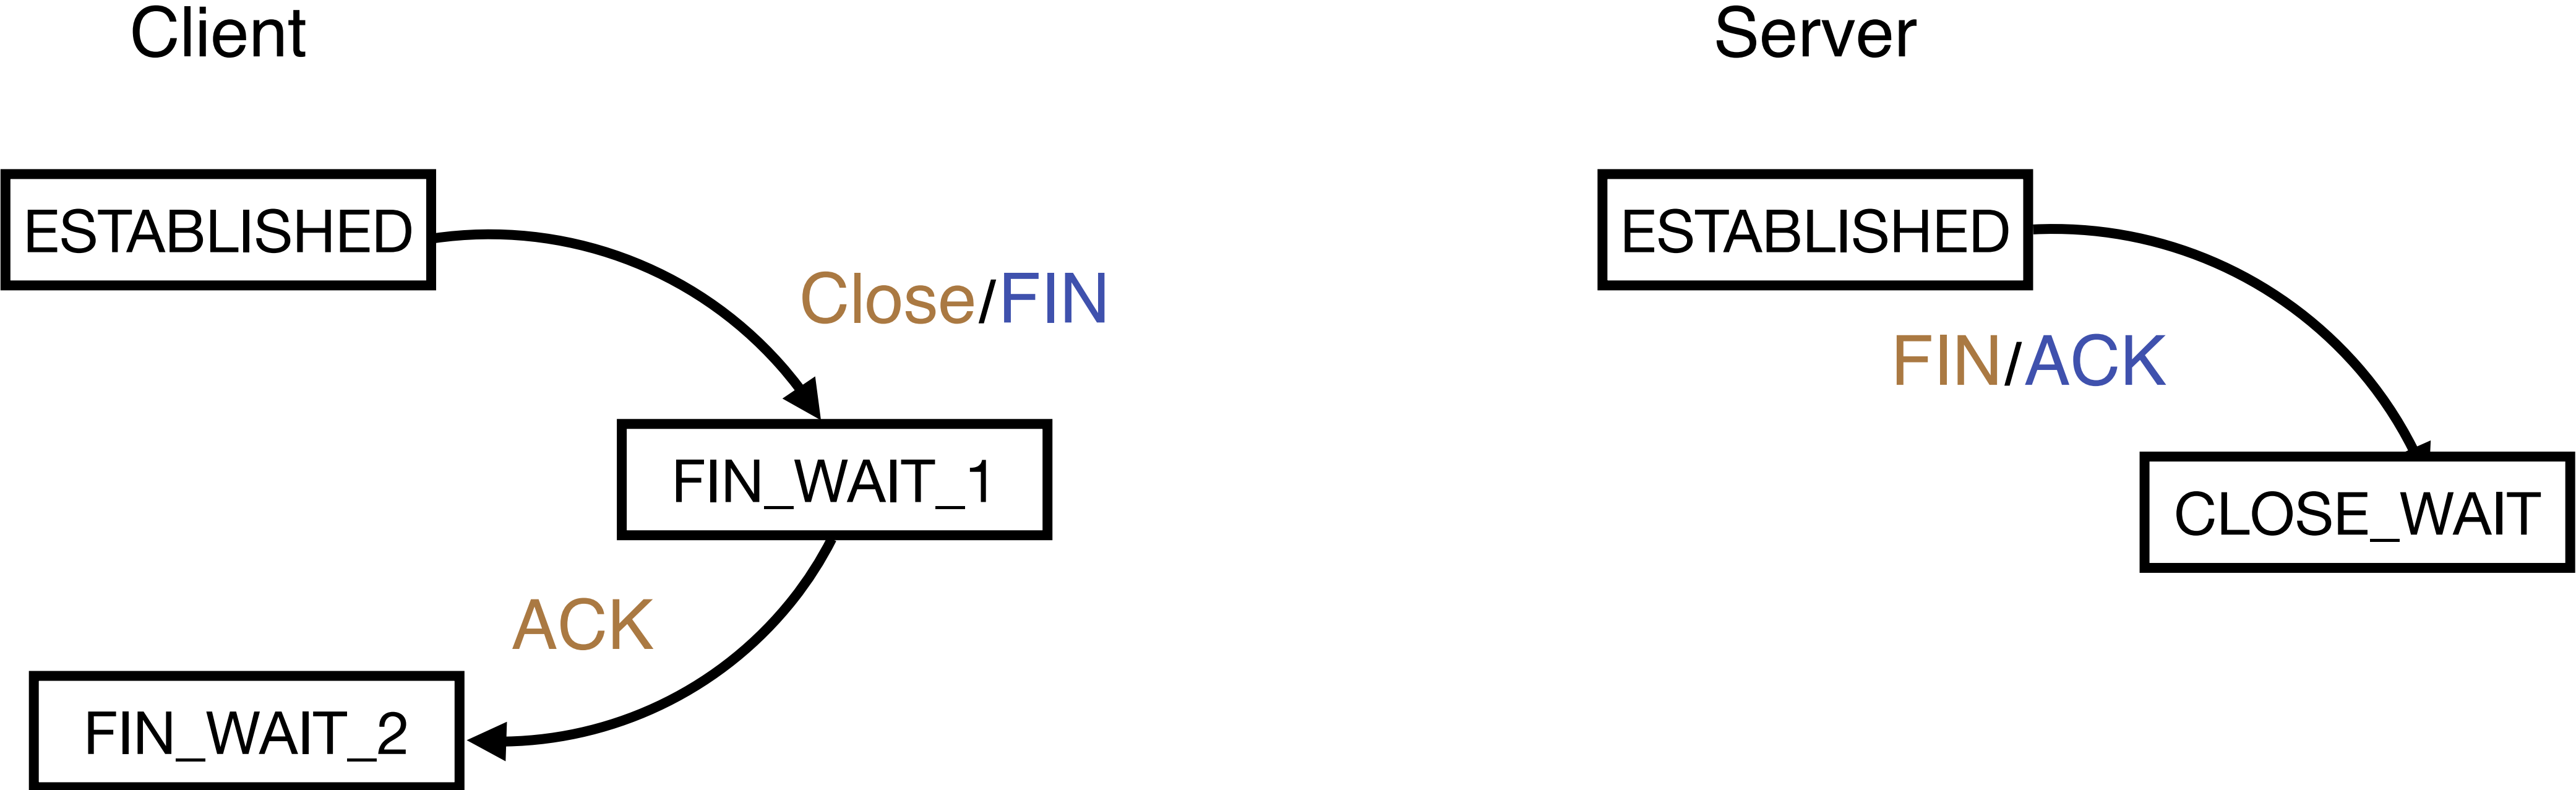 Client
Server
ESTABLISHED
ESTABLISHED
Close/FIN
FIN/ACK
FIN_WAIT_1
CLOSE_WAIT
ACK
FIN_WAIT_2